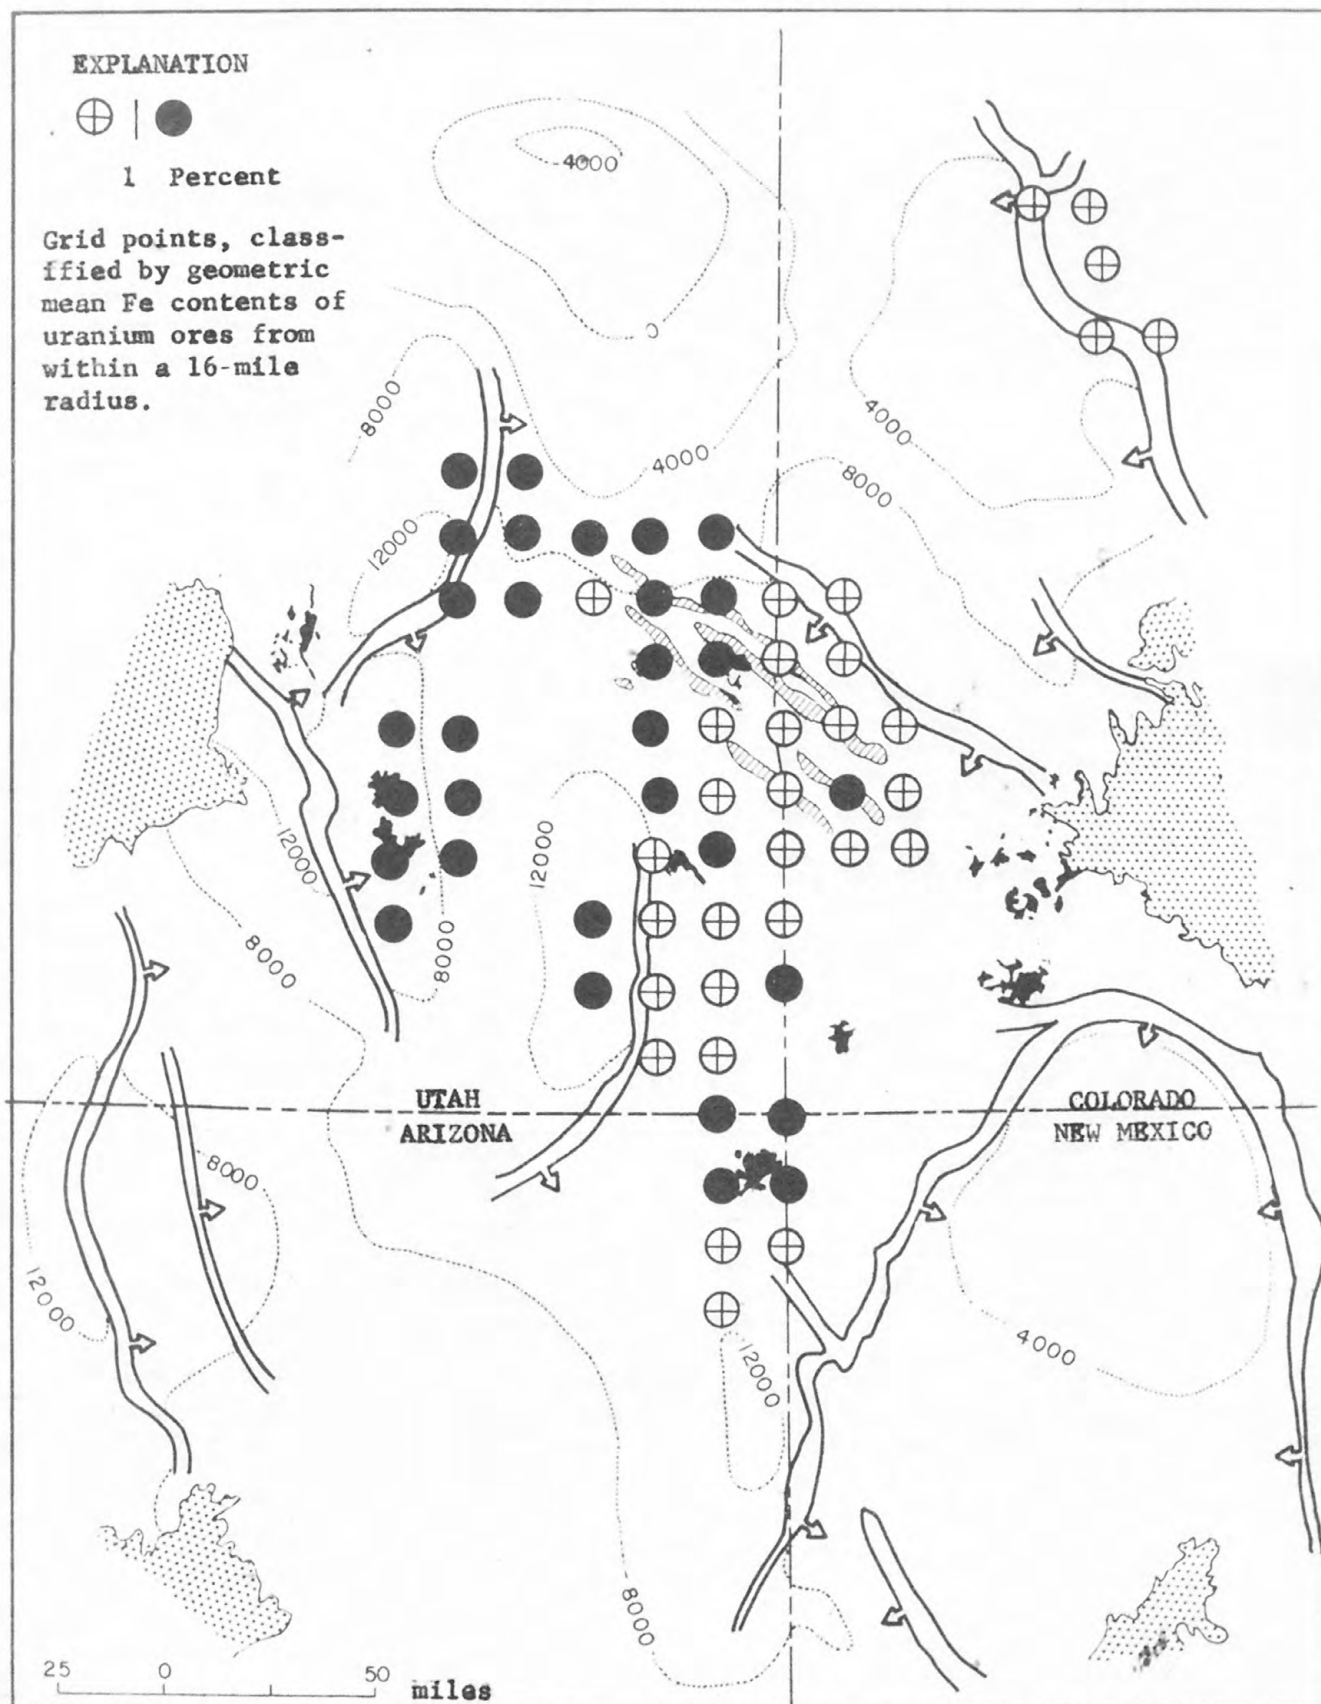 EXPLANATION
1 Percent
Grid points, class-
ified by geometric
mean Fe contents of
uranium ores from
within a 16-mile
radius.
-4000
0
8000
4000
4000
8000
12000
12000
12000
8000
8000
UTAH
ARIZONA
COLORADO
NEW MEXICO
8000
12000
4000
12000
8000
25 0 50
miles